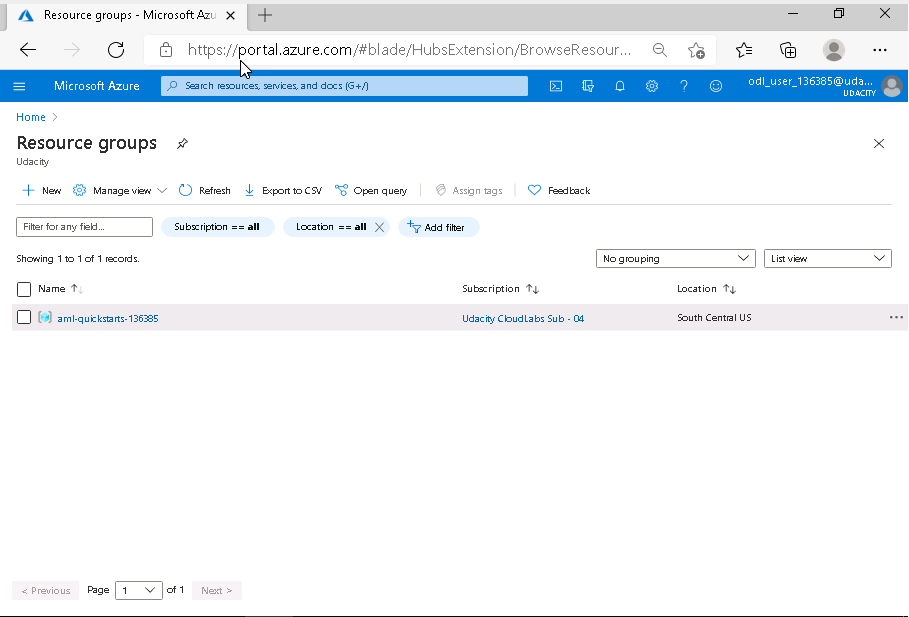 Resource groups - Microsoft Azu
https://portal.azure.com/#blade/HubsExtension/BrowseResour...
Microsoft Azure
Search resources, services, and docs (G+/)
odl_user_136385@uda...
UDACITY
Home >
Resource groups
Udacity
New Manage view Refresh Export to CSV Open query Assign tags Feedback
Filter for any field... Subscription == all Location == all Add filter
Showing 1 to 1 of 1 records. No grouping List view
Name ↑↓ Subscription ↑↓ Location ↑↓
aml-quickstarts-136385 Udacity CloudLabs Sub - 04 South Central US
< Previous Page 1 of 1 Next >